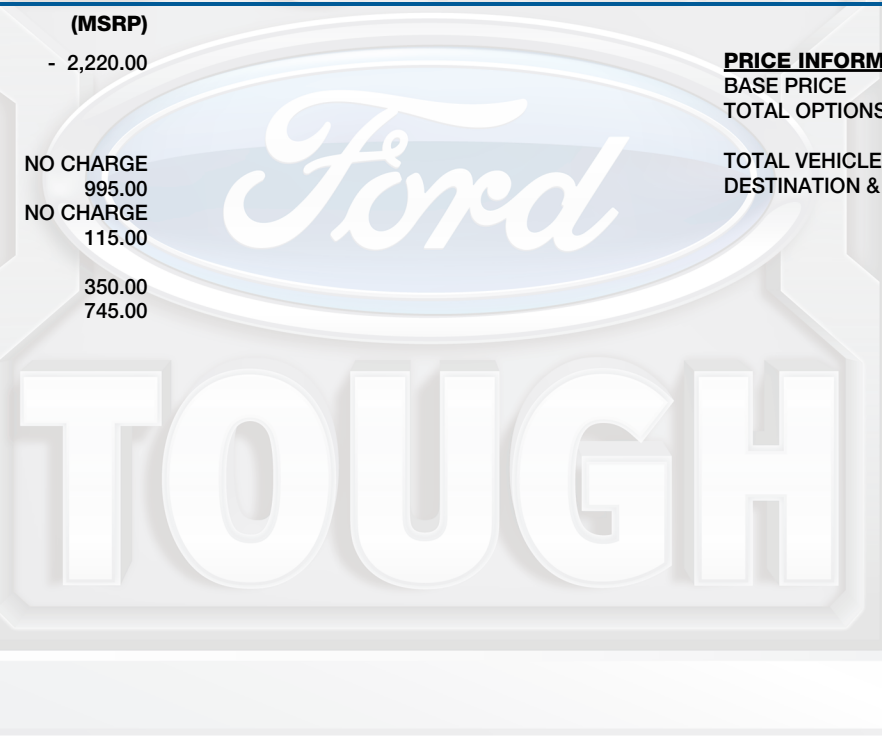 (MSRP)
- 2,220.00
NO CHARGE
995.00
NO CHARGE
115.00
350.00
745.00
PRICE INFORM
BASE PRICE
TOTAL OPTIONS
TOTAL VEHICLE
DESTINATION &
Ford
TOUGH